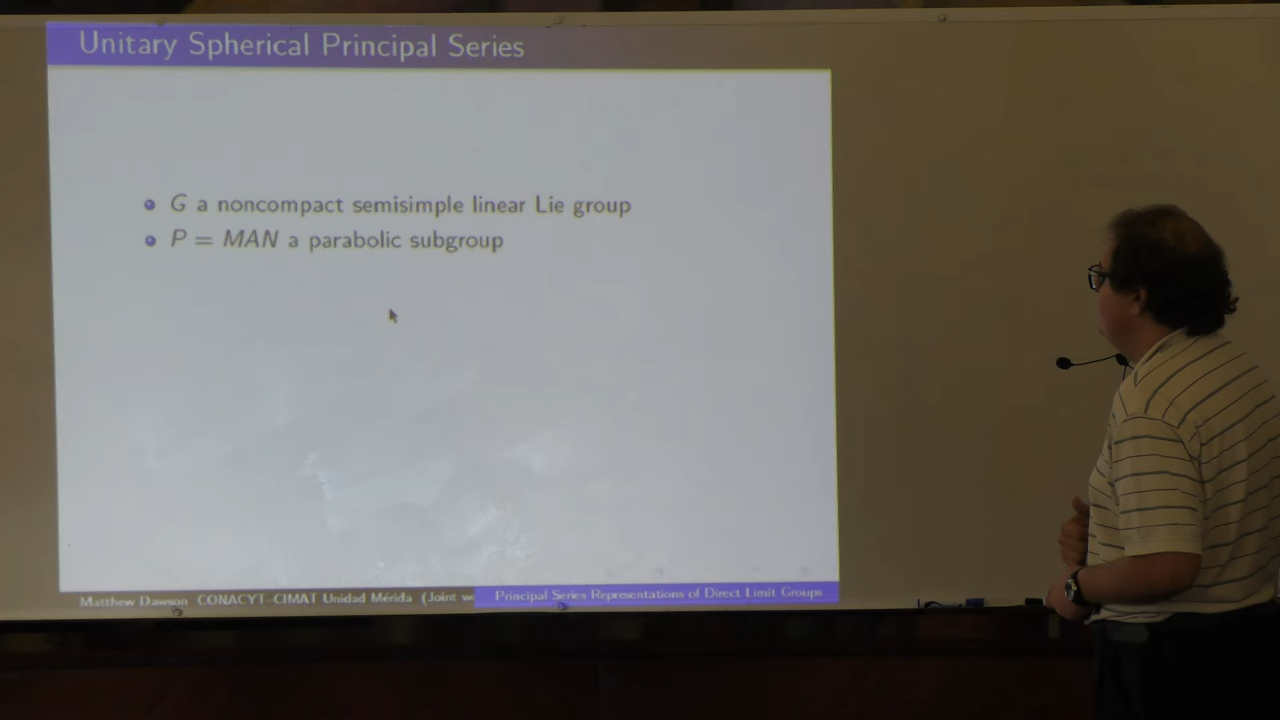 Unitary Spherical Principal Series
G a noncompact semisimple linear Lie group
P = MAN a parabolic subgroup
Matthew Dawson CONACYT–CIMAT Unidad Mérida (Joint w
Principal Series Representations of Direct Limit Groups